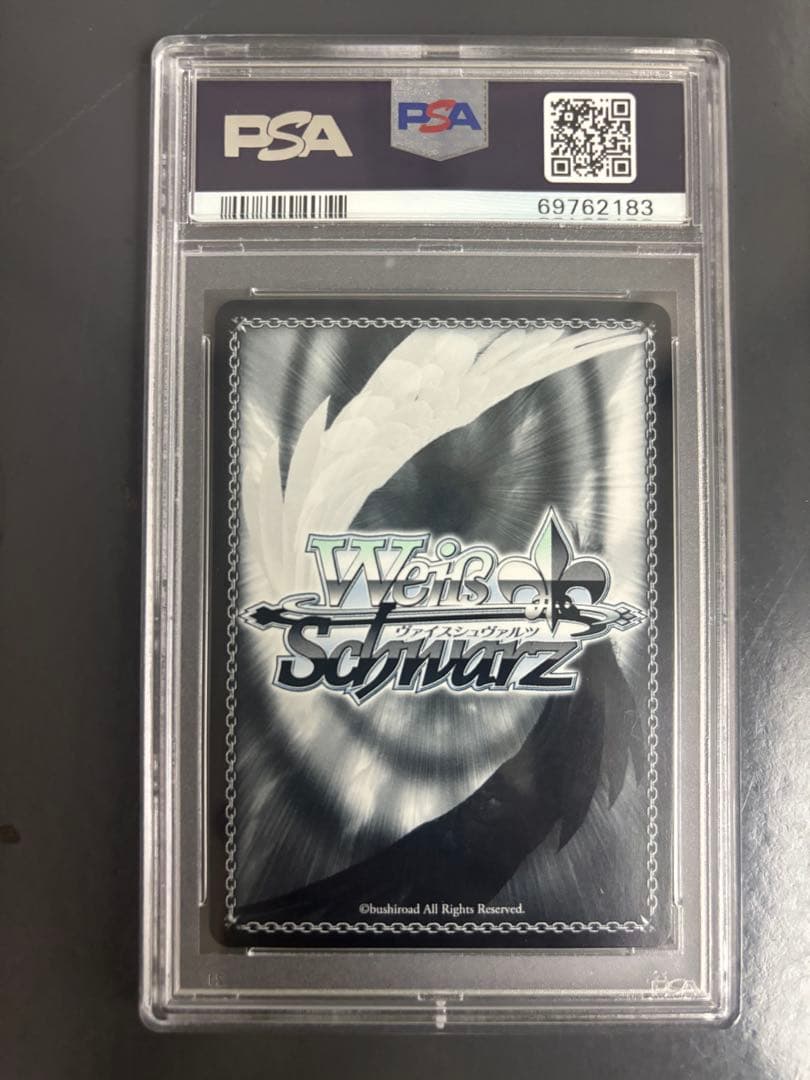 PSA
PSA
69762183
Weiß
ヴァイスシュヴァルツ
Schwarz
©bushiroad All Rights Reserved.
PSA